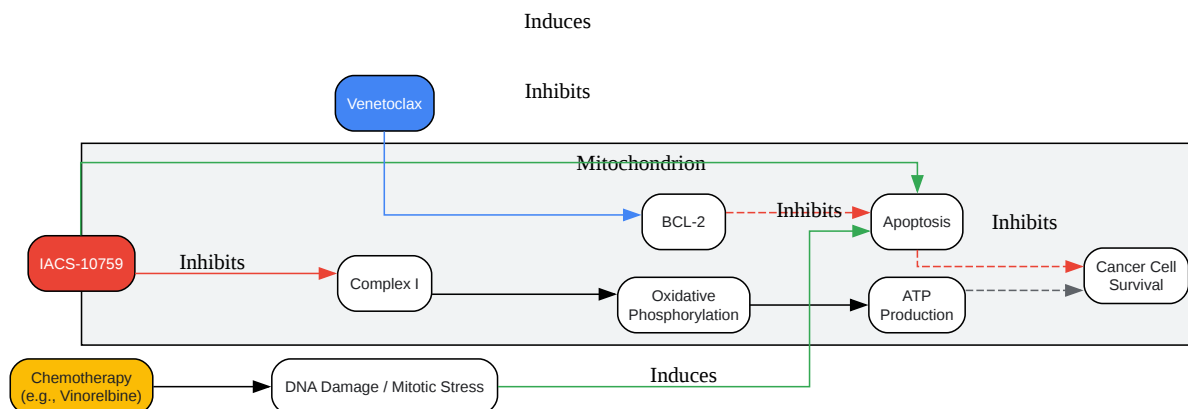 Induces
Inhibits
Venetoclax
Mitochondrion
BCL-2
Inhibits
Apoptosis
Inhibits
IACS-10759
Inhibits
Complex I
Oxidative
Phosphorylation
ATP
Production
Cancer Cell
Survival
Chemotherapy
(e.g., Vinorelbine)
DNA Damage / Mitotic Stress
Induces